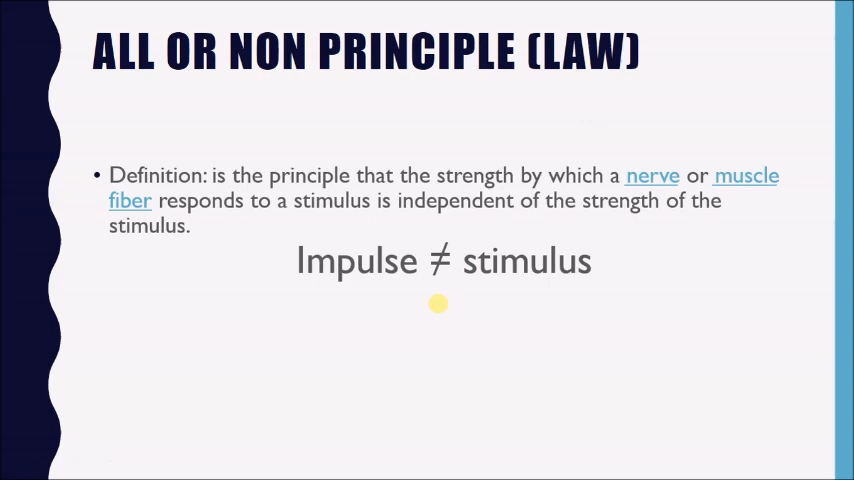 ALL OR NON PRINCIPLE (LAW)
• Definition: is the principle that the strength by which a nerve or muscle
fiber responds to a stimulus is independent of the strength of the
stimulus.
Impulse ≠ stimulus